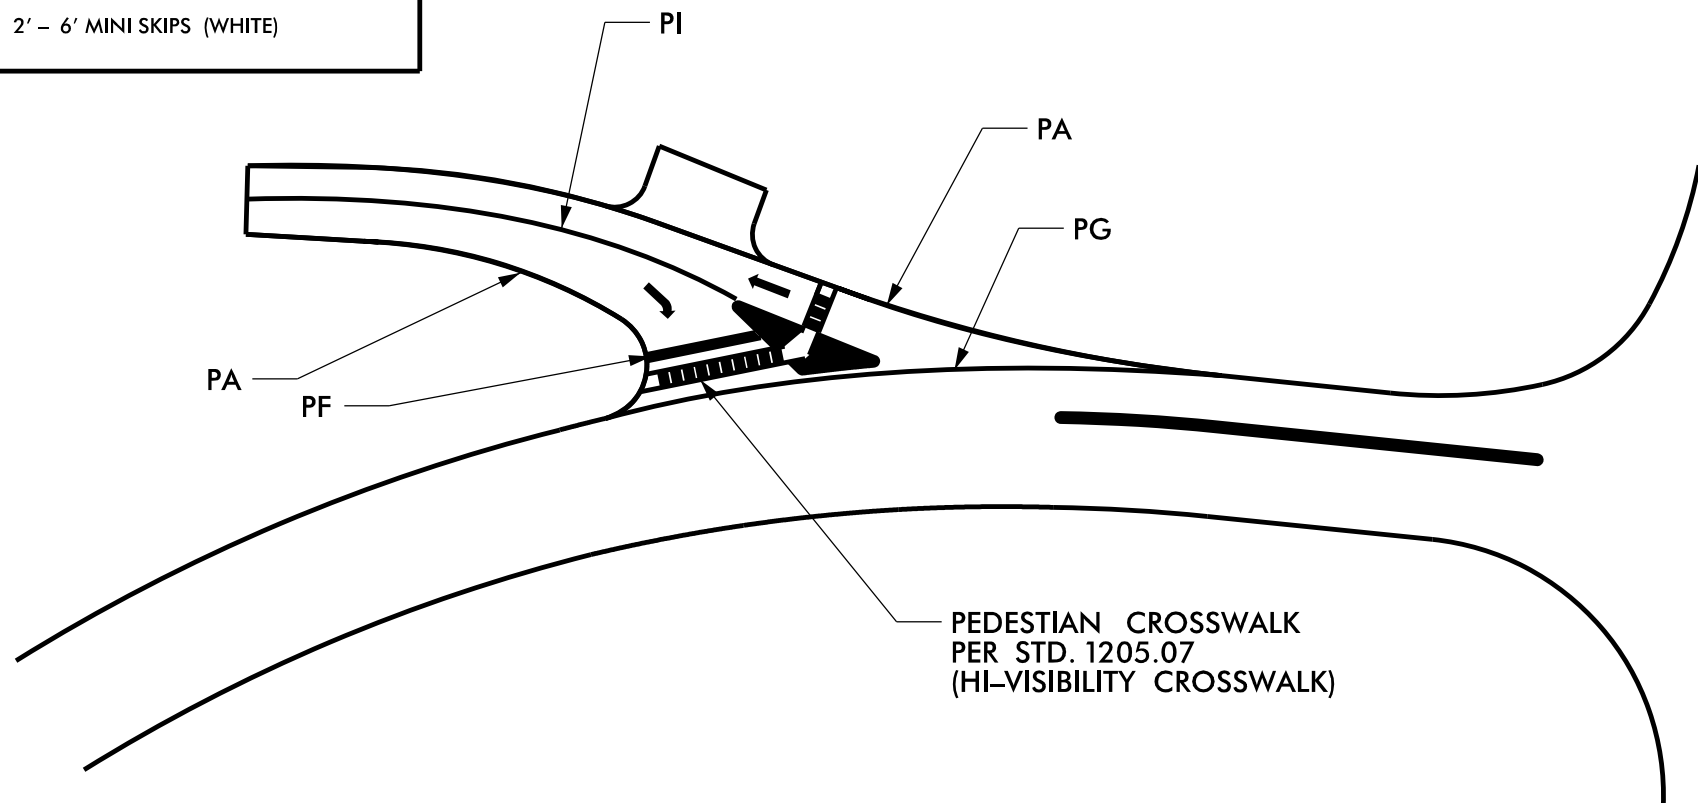 2' – 6' MINI SKIPS (WHITE)
PI
PA
PG
PA
PF
PEDESTIAN CROSSWALK
PER STD. 1205.07
(HI–VISIBILITY CROSSWALK)